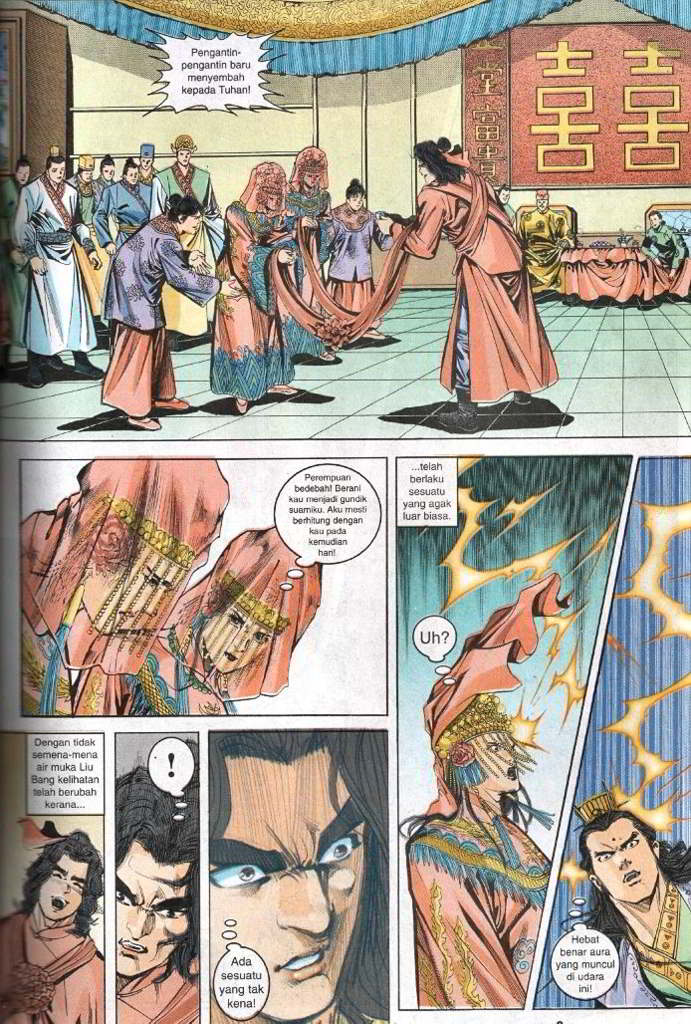 Pengantin-
pengantin baru
menyembah
kepada Tuhan!
囍 囍
Perempuan
bedebah! Berani
kau menjadi gundik
suamiku. Aku mesti
berhitung dengan
kau pada
kemudian
hari!
Dengan tidak
semena-mena
air muka Liu
Bang kelihatan
telah berubah
kerana...
!
Ada
sesuatu
yang tak
kena!
...telah
berlaku
sesuatu
yang agak
luar biasa.
Uh?
Hebat
benar aura
yang muncul
di udara
ini!